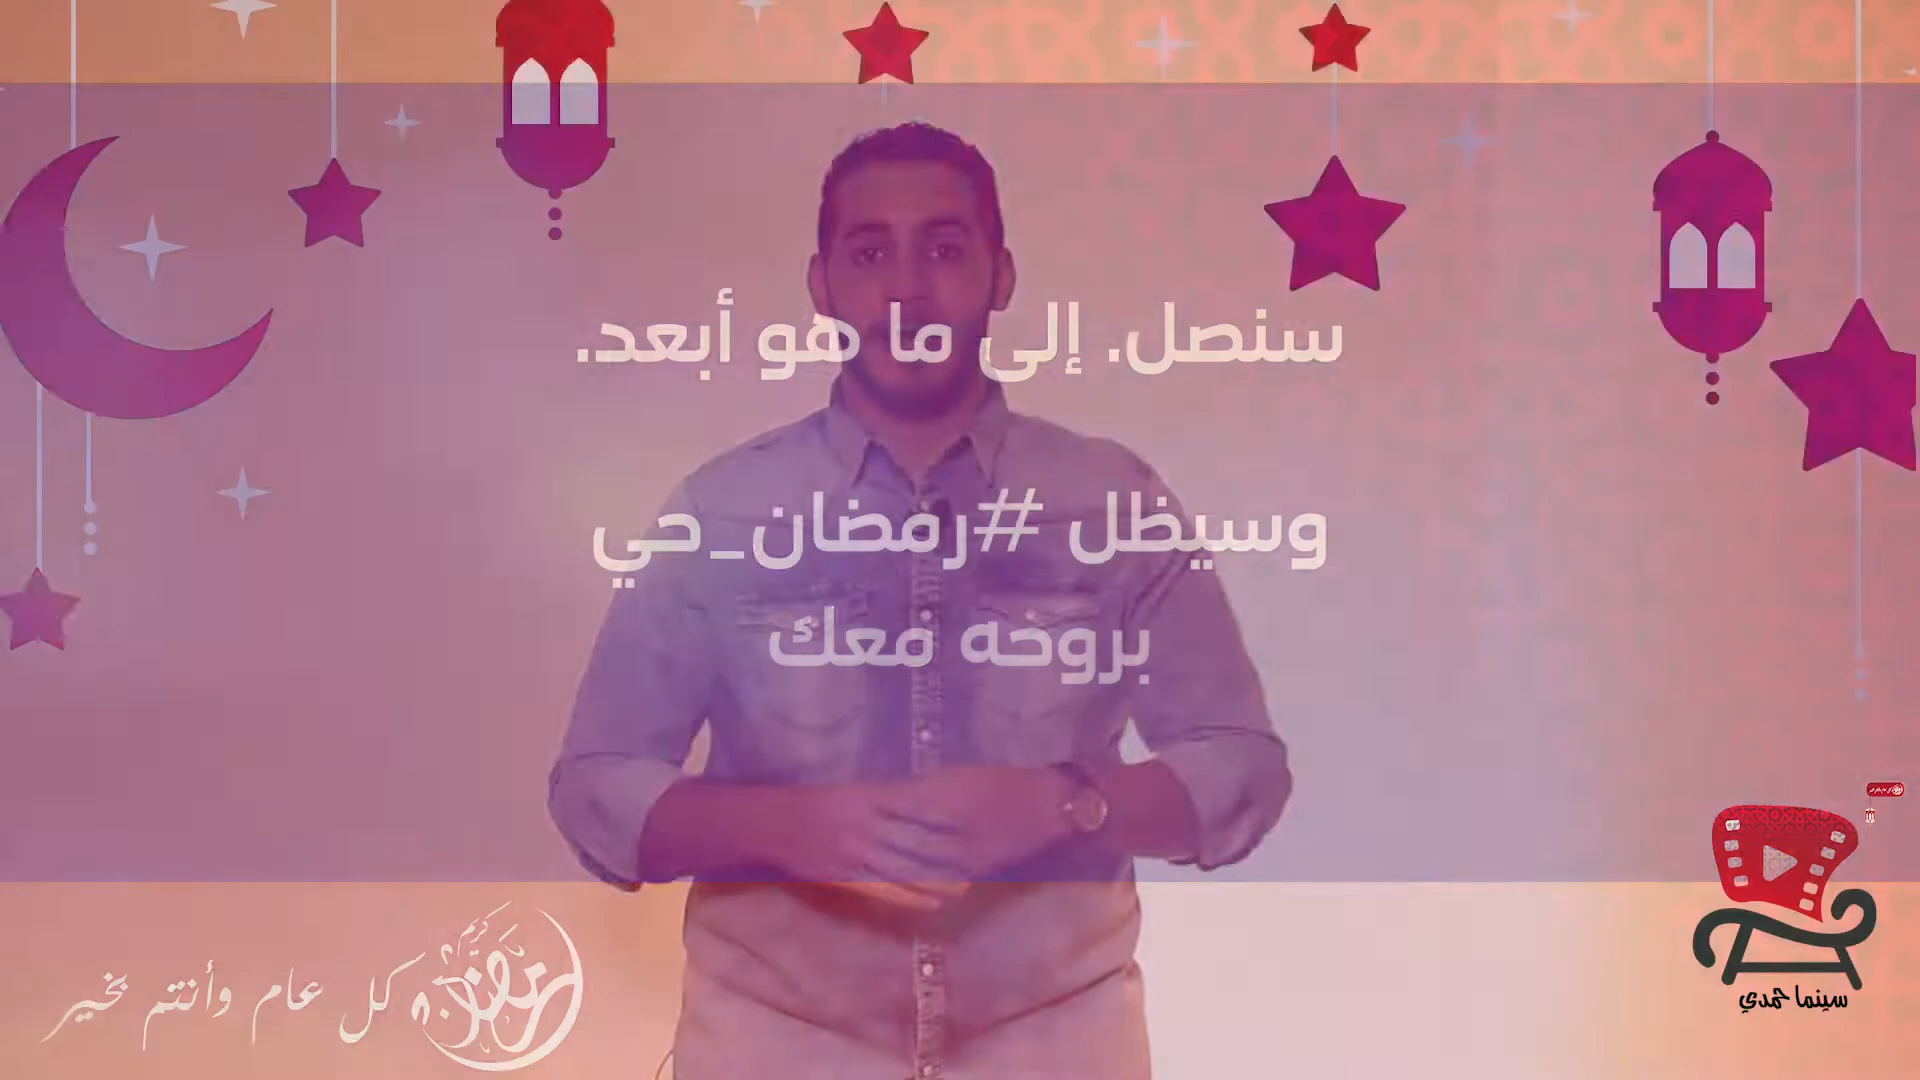 سنصل. إلى ما هو أبعد.
وسيظل #رمضان_حي
بروحه معك
رمضان كريم
كل عام وأنتم بخير
سينما حمدي